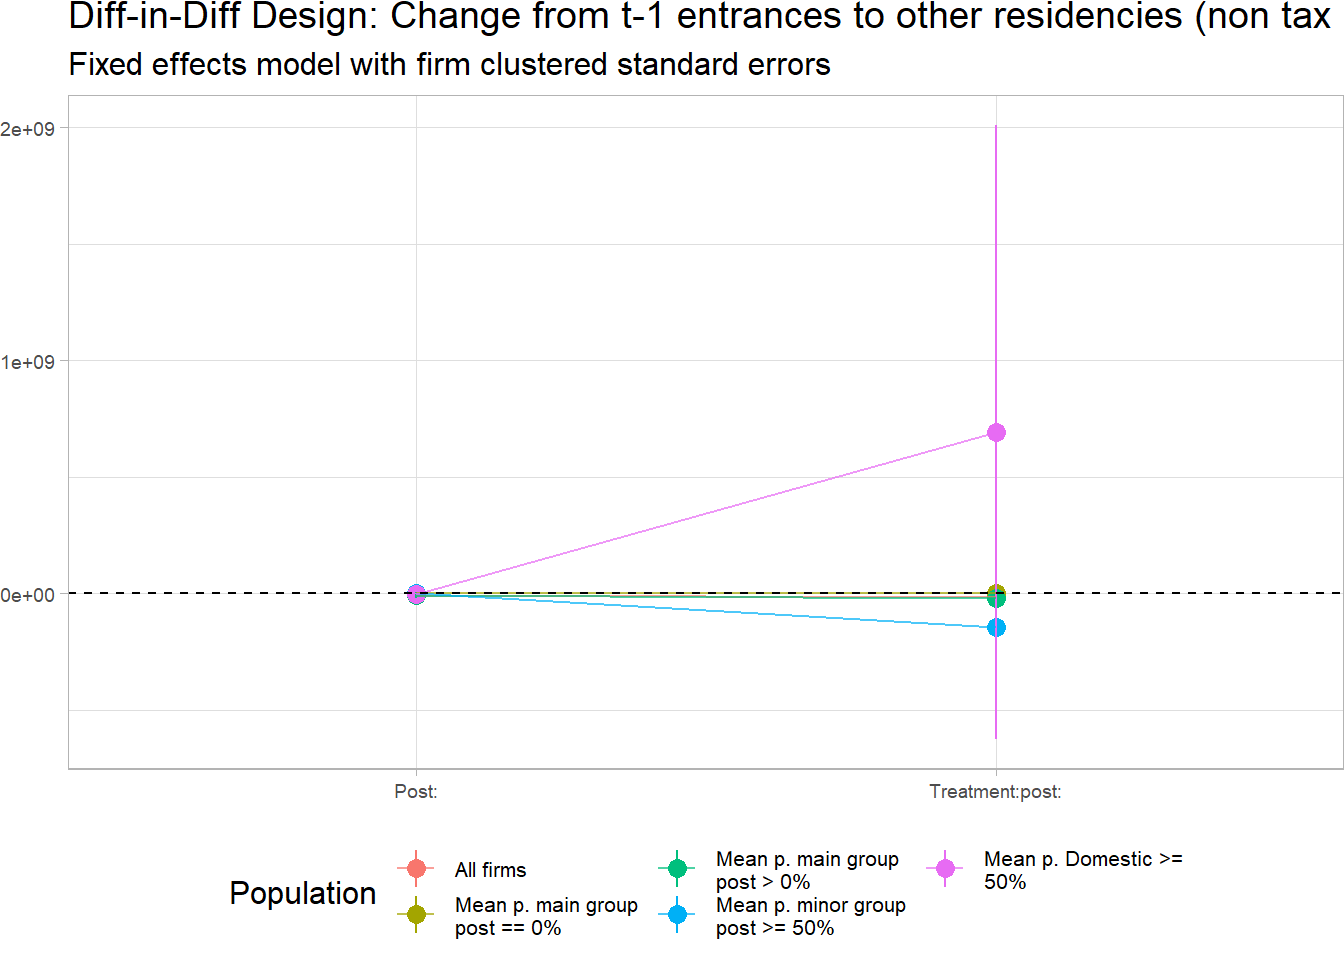 Diff-in-Diff Design: Change from t-1 entrances to other residencies (non tax
Fixed effects model with firm clustered standard errors
2e+09
1e+09
0e+00
Post:
Treatment:post:
Population
All firms
Mean p. main group
post == 0%
Mean p. main group
post > 0%
Mean p. minor group
post >= 50%
Mean p. Domestic >=
50%